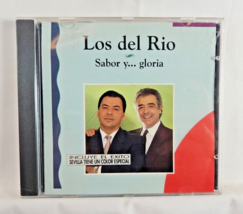 Los del Rio
Sabor y... gloria
INCLUYE EL EXITO
SEVILLA TIENE UN COLOR ESPECIAL